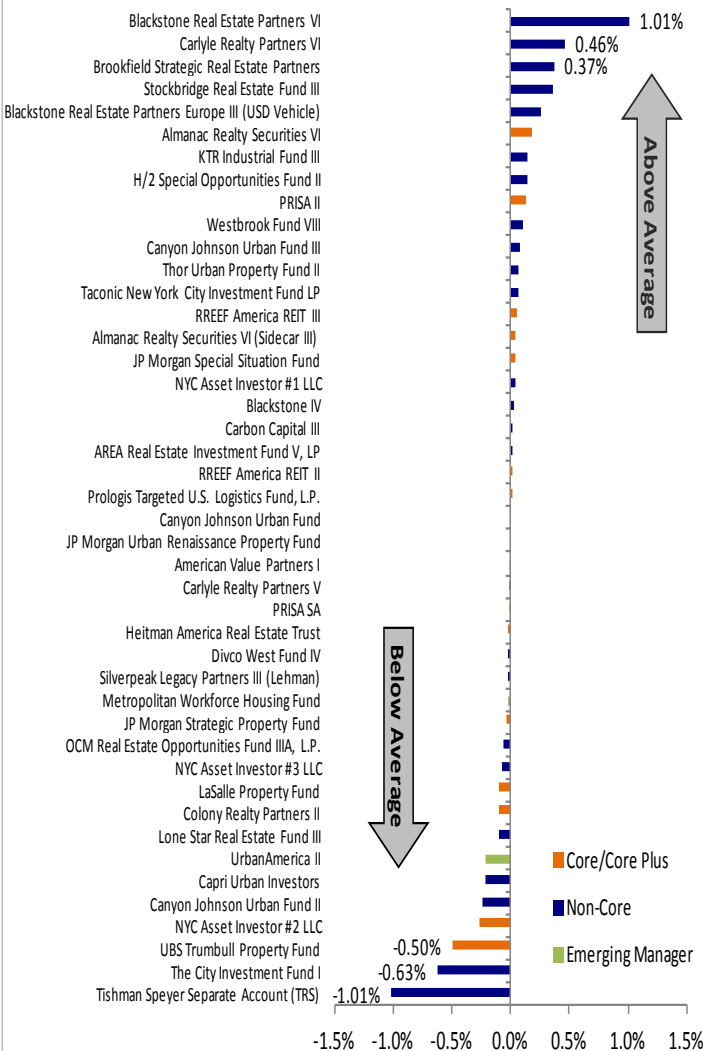 Blackstone Real Estate Partners VI 1.01%
Carlyle Realty Partners VI 0.46%
Brookfield Strategic Real Estate Partners 0.37%
Stockbridge Real Estate Fund III
Blackstone Real Estate Partners Europe III (USD Vehicle)
Almanac Realty Securities VI
KTR Industrial Fund III
H/2 Special Opportunities Fund II
PRISA II
Westbrook Fund VIII
Canyon Johnson Urban Fund III
Thor Urban Property Fund II
Taconic New York City Investment Fund LP
RREEF America REIT III
Almanac Realty Securities VI (Sidecar III)
JP Morgan Special Situation Fund
NYC Asset Investor #1 LLC
Blackstone IV
Carbon Capital III
AREA Real Estate Investment Fund V, LP
RREEF America REIT II
Prologis Targeted U.S. Logistics Fund, L.P.
Canyon Johnson Urban Fund
JP Morgan Urban Renaissance Property Fund
American Value Partners I
Carlyle Realty Partners V
PRISA SA
Heitman America Real Estate Trust
Divco West Fund IV
Silverpeak Legacy Partners III (Lehman)
Metropolitan Workforce Housing Fund
JP Morgan Strategic Property Fund
OCM Real Estate Opportunities Fund IIIA, L.P.
NYC Asset Investor #3 LLC
LaSalle Property Fund
Colony Realty Partners II
Lone Star Real Estate Fund III
UrbanAmerica II
Capri Urban Investors
Canyon Johnson Urban Fund II
NYC Asset Investor #2 LLC
UBS Trumbull Property Fund -0.50%
The City Investment Fund I -0.63%
Tishman Speyer Separate Account (TRS) -1.01%
Above Average
Below Average
Core/Core Plus
Non-Core
Emerging Manager
-1.5% -1.0% -0.5% 0.0% 0.5% 1.0% 1.5%